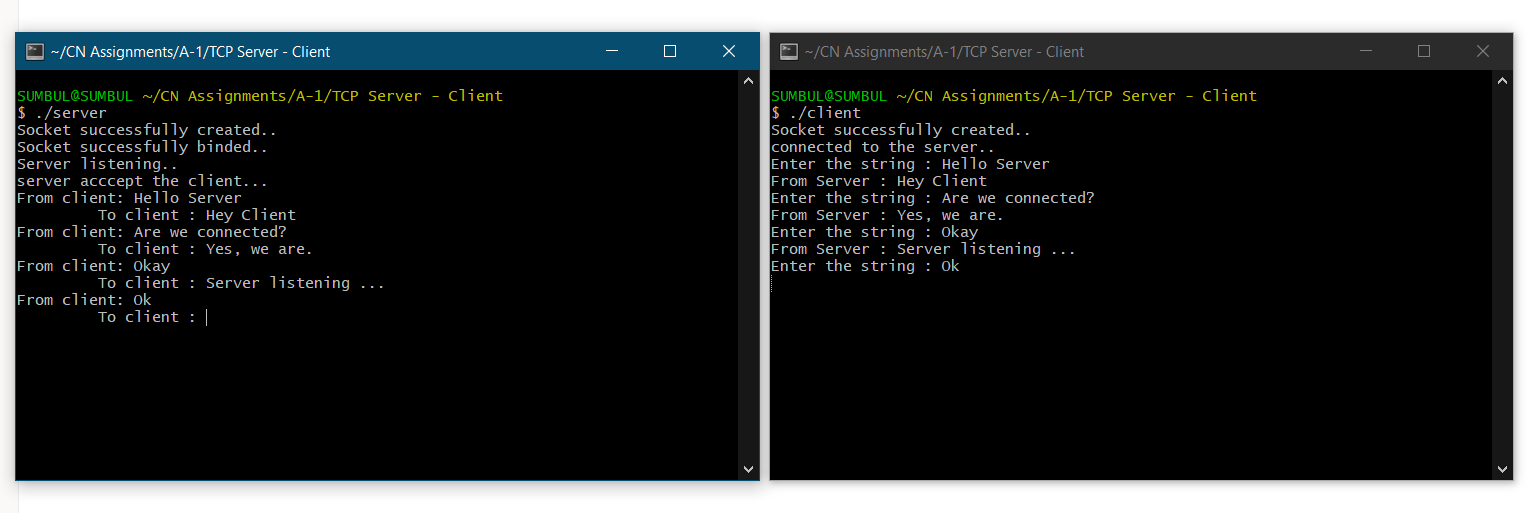 ~/CN Assignments/A-1/TCP Server - Client
SUMBUL@SUMBUL ~/CN Assignments/A-1/TCP Server - Client
$ ./server
Socket successfully created..
Socket successfully binded..
Server listening..
server acccept the client...
From client: Hello Server
To client : Hey Client
From client: Are we connected?
To client : Yes, we are.
From client: Okay
To client : Server listening ...
From client: Ok
To client :
~/CN Assignments/A-1/TCP Server - Client
SUMBUL@SUMBUL ~/CN Assignments/A-1/TCP Server - Client
$ ./client
Socket successfully created..
connected to the server..
Enter the string : Hello Server
From Server : Hey Client
Enter the string : Are we connected?
From Server : Yes, we are.
Enter the string : Okay
From Server : Server listening ...
Enter the string : Ok